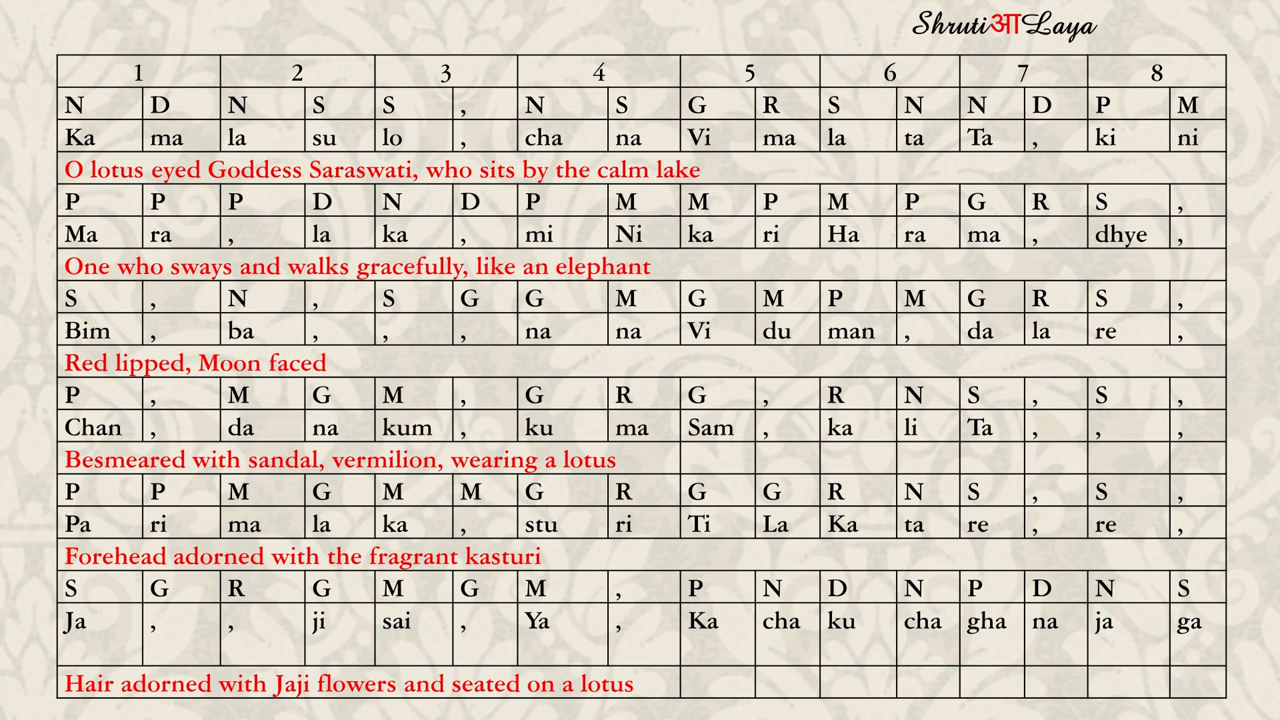 Shrutiआ Laya
1 2 3 4 5 6 7 8
N D N S S , N S G R S N N D P M
Ka ma la su lo , cha na Vi ma la ta Ta , ki ni
O lotus eyed Goddess Saraswati, who sits by the calm lake
P P P D N D P M M P M P G R S ,
Ma ra , la ka , mi Ni ka ri Ha ra ma , dhye ,
One who sways and walks gracefully, like an elephant
S , N , S G G M G M P M G R S ,
Bim , ba , , , na na Vi du man , da la re ,
Red lipped, Moon faced
P , M G M , G R G , R N S , S ,
Chan , da na kum , ku ma Sam , ka li Ta , , ,
Besmeared with sandal, vermilion, wearing a lotus
P P M G M M G R G G R N S , S ,
Pa ri ma la ka , stu ri Ti La Ka ta re , re ,
Forehead adorned with the fragrant kasturi
S G R G M G M , P N D N P D N S
Ja , , ji sai , Ya , Ka cha ku cha gha na ja ga
Hair adorned with Jaji flowers and seated on a lotus